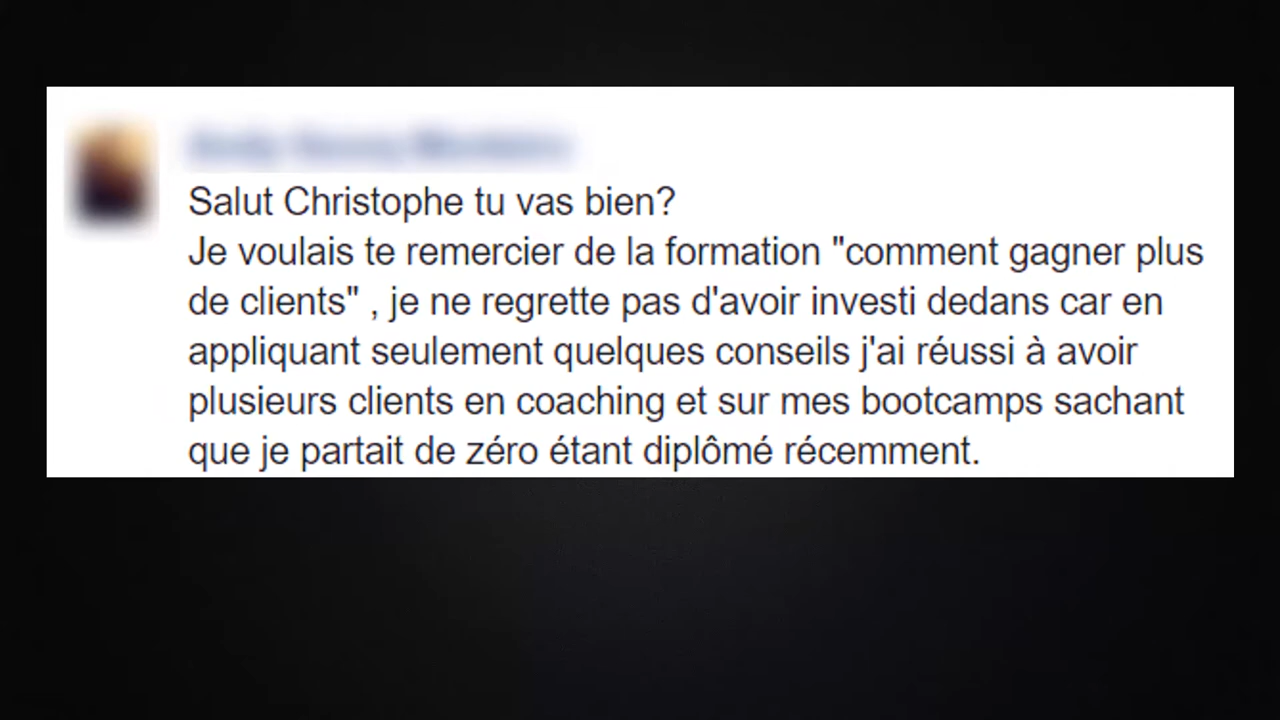 Salut Christophe tu vas bien?
Je voulais te remercier de la formation "comment gagner plus
de clients" , je ne regrette pas d'avoir investi dedans car en
appliquant seulement quelques conseils j'ai réussi à avoir
plusieurs clients en coaching et sur mes bootcamps sachant
que je partait de zéro étant diplômé récemment.